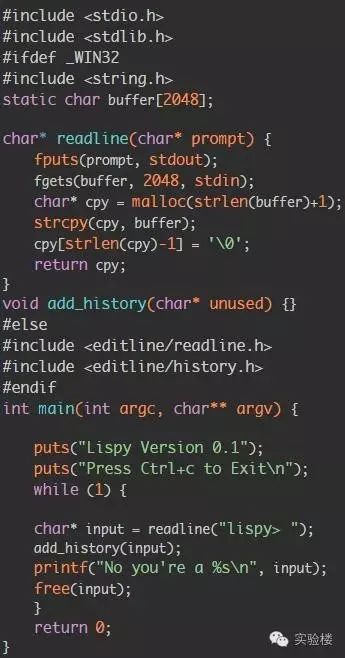 #include <stdio.h>
#include <stdlib.h>
#ifdef _WIN32
#include <string.h>
static char buffer[2048];
char* readline(char* prompt) {
fputs(prompt, stdout);
fgets(buffer, 2048, stdin);
char* cpy = malloc(strlen(buffer)+1);
strcpy(cpy, buffer);
cpy[strlen(cpy)-1] = '\0';
return cpy;
}
void add_history(char* unused) {}
#else
#include <editline/readline.h>
#include <editline/history.h>
#endif
int main(int argc, char** argv) {
puts("Lispy Version 0.1");
puts("Press Ctrl+c to Exit\n");
while (1) {
char* input = readline("lispy> ");
add_history(input);
printf("No you're a %s\n", input);
free(input);
}
return 0;
}
实验楼